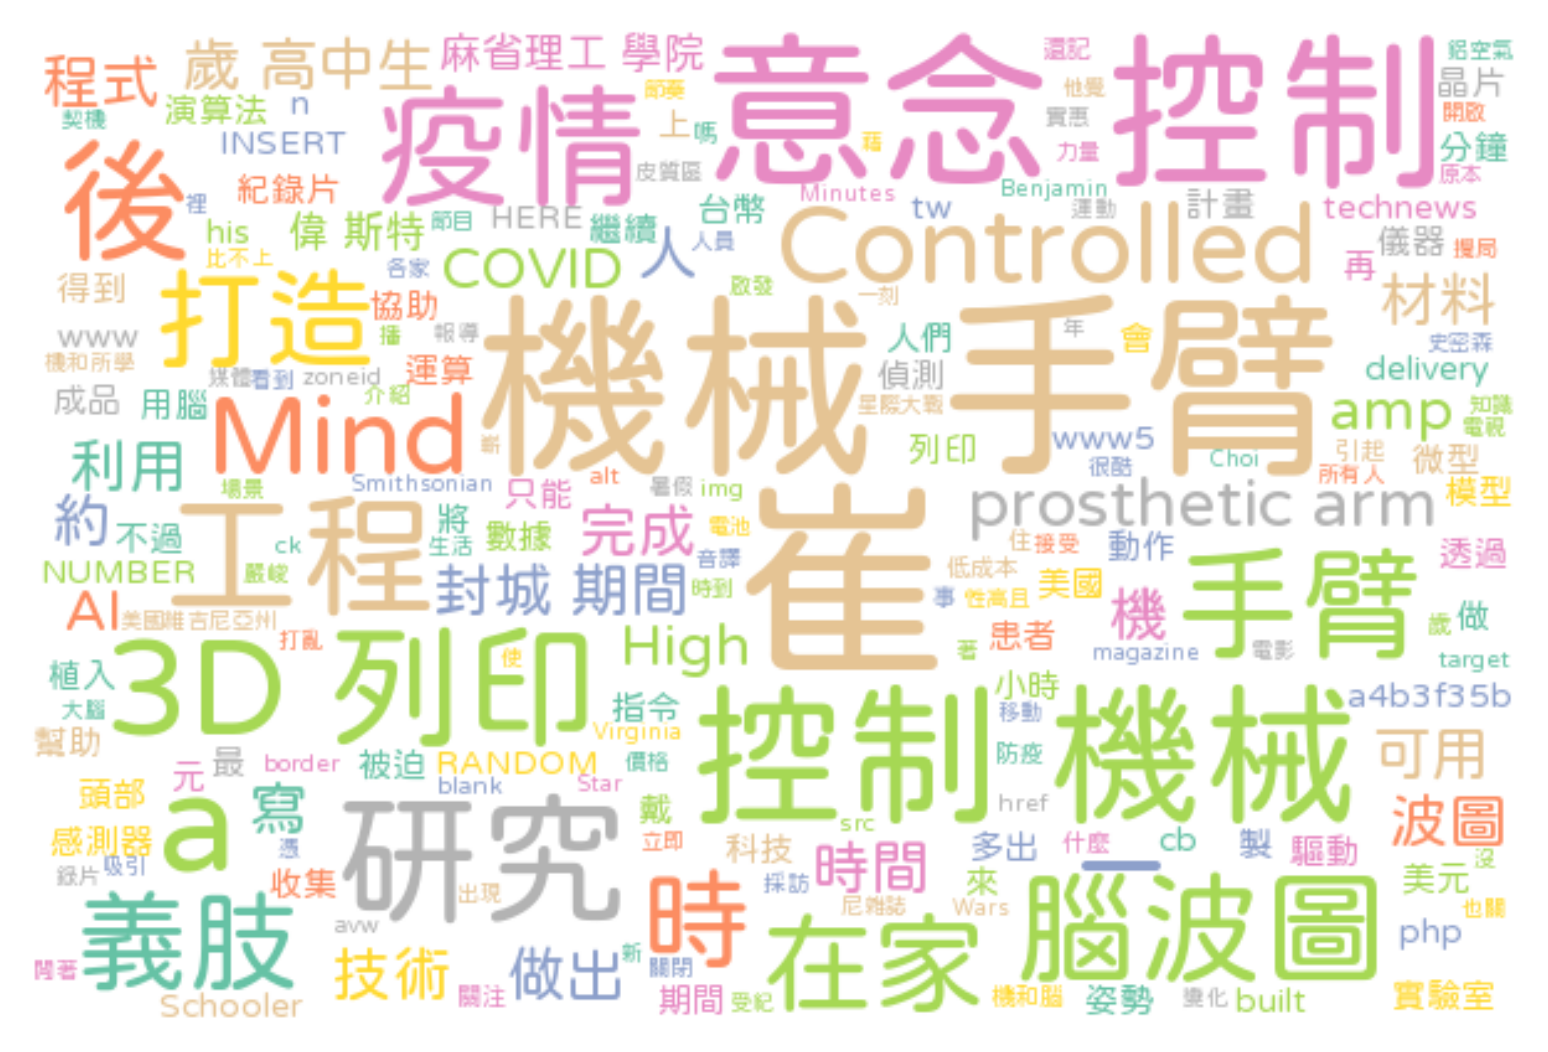 程式 歲 高中生 麻省理工 學院 意念 控制 還記 鋁空氣
契機 演算法 n 疫情 節奏 他覺 晶片
INSERT 上 嗎 藉 實惠 開啟
後 紀錄片 皮質區 力量 分鐘
裡 Minutes Benjamin 原本
his 偉 斯特 節目 HERE 繼續 台幣 tw 運動 計畫 technews
比不上 各家 COVID 人 人員 Controlled 再 儀器 攪局
得到 打造 協助 啟發 一刻 材料
www 播 報導 機械手臂 人們 年 會 史密森
機和所學 媒體 看到 zoneid 運算 偵測 delivery
成品 用腦 介紹 Mind 星際大戰 amp 知識
利用 列印 www5 引起 電視
場景 Smithsonian 只能 alt 暑假 img 很酷 Choi 所有人 微型
約 不過 工程 將 數據 完成 電池 崔 prosthetic arm 模型
ck 生活 音譯 住 接受 動作 透過
NUMBER 嚴峻 封城 期間 時到 低成本 美國 手臂
AI 美國維吉尼亞州 事 性高且 機 歲 做
打亂 High 著 患者 magazine 電影 target
植入 3D 列印 使 小時 a4b3f35b
大腦 指令 控制機械 移動
幫助 最 border 被迫 RANDOM Virginia 價格 防疫 可用
頭部 元 blank Star href
感測器 a 寫 研究 戴 src 波圖
憑 立即 科技 多出 什麼 cb 製 驅動
錄片 吸引 收集 出現 時 採訪 時間 來 一 美元 沒
義肢 avw 尼雜誌 Wars 腦波圖 也關
技術 做出 新 在家 php
閒著 關閉
Schooler 關注 期間 受紀 機和腦 姿勢 變化 built 實驗室